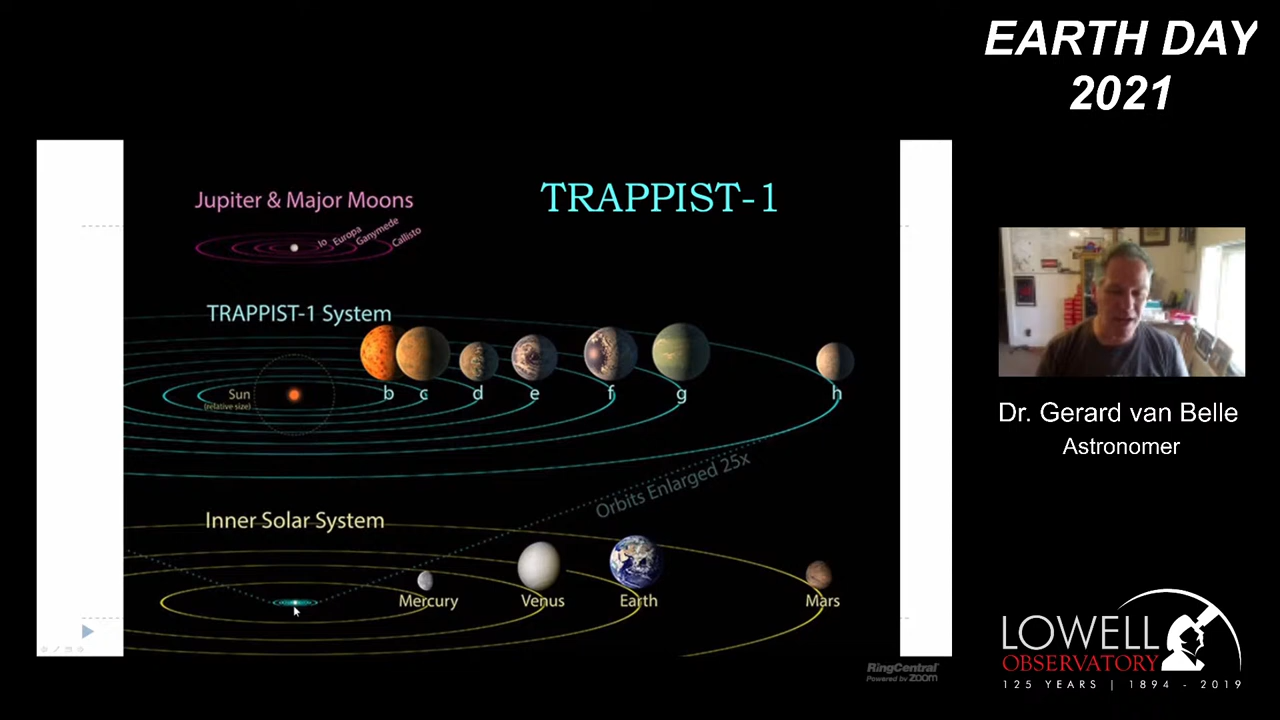 EARTH DAY
2021
TRAPPIST-1
Jupiter & Major Moons
Io Europa Ganymede Callisto
TRAPPIST-1 System
Sun
(relative size)
b c d e f g h
Orbits Enlarged 25x
Inner Solar System
Mercury Venus Earth Mars
Dr. Gerard van Belle
Astronomer
RingCentral
Powered by zoom
LOWELL
OBSERVATORY
125 YEARS | 1894 - 2019